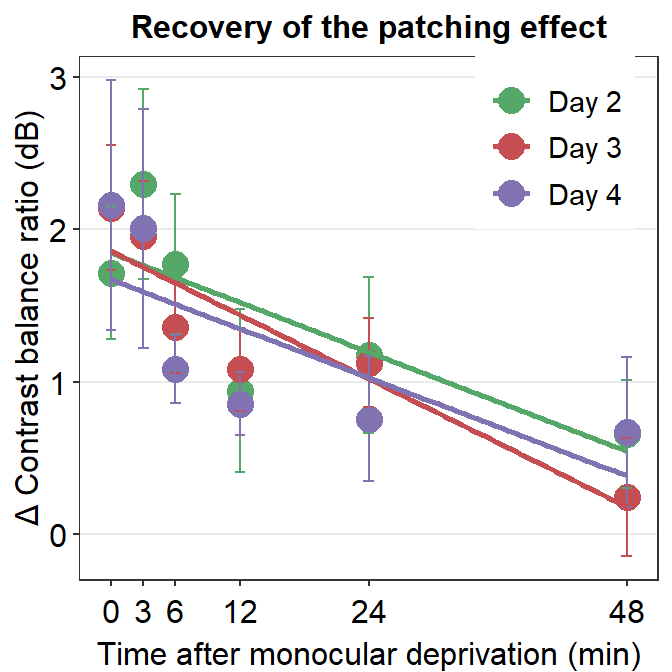 Recovery of the patching effect
Δ Contrast balance ratio (dB)
3
2
1
0
Day 2
Day 3
Day 4
0 3 6 12 24 48
Time after monocular deprivation (min)